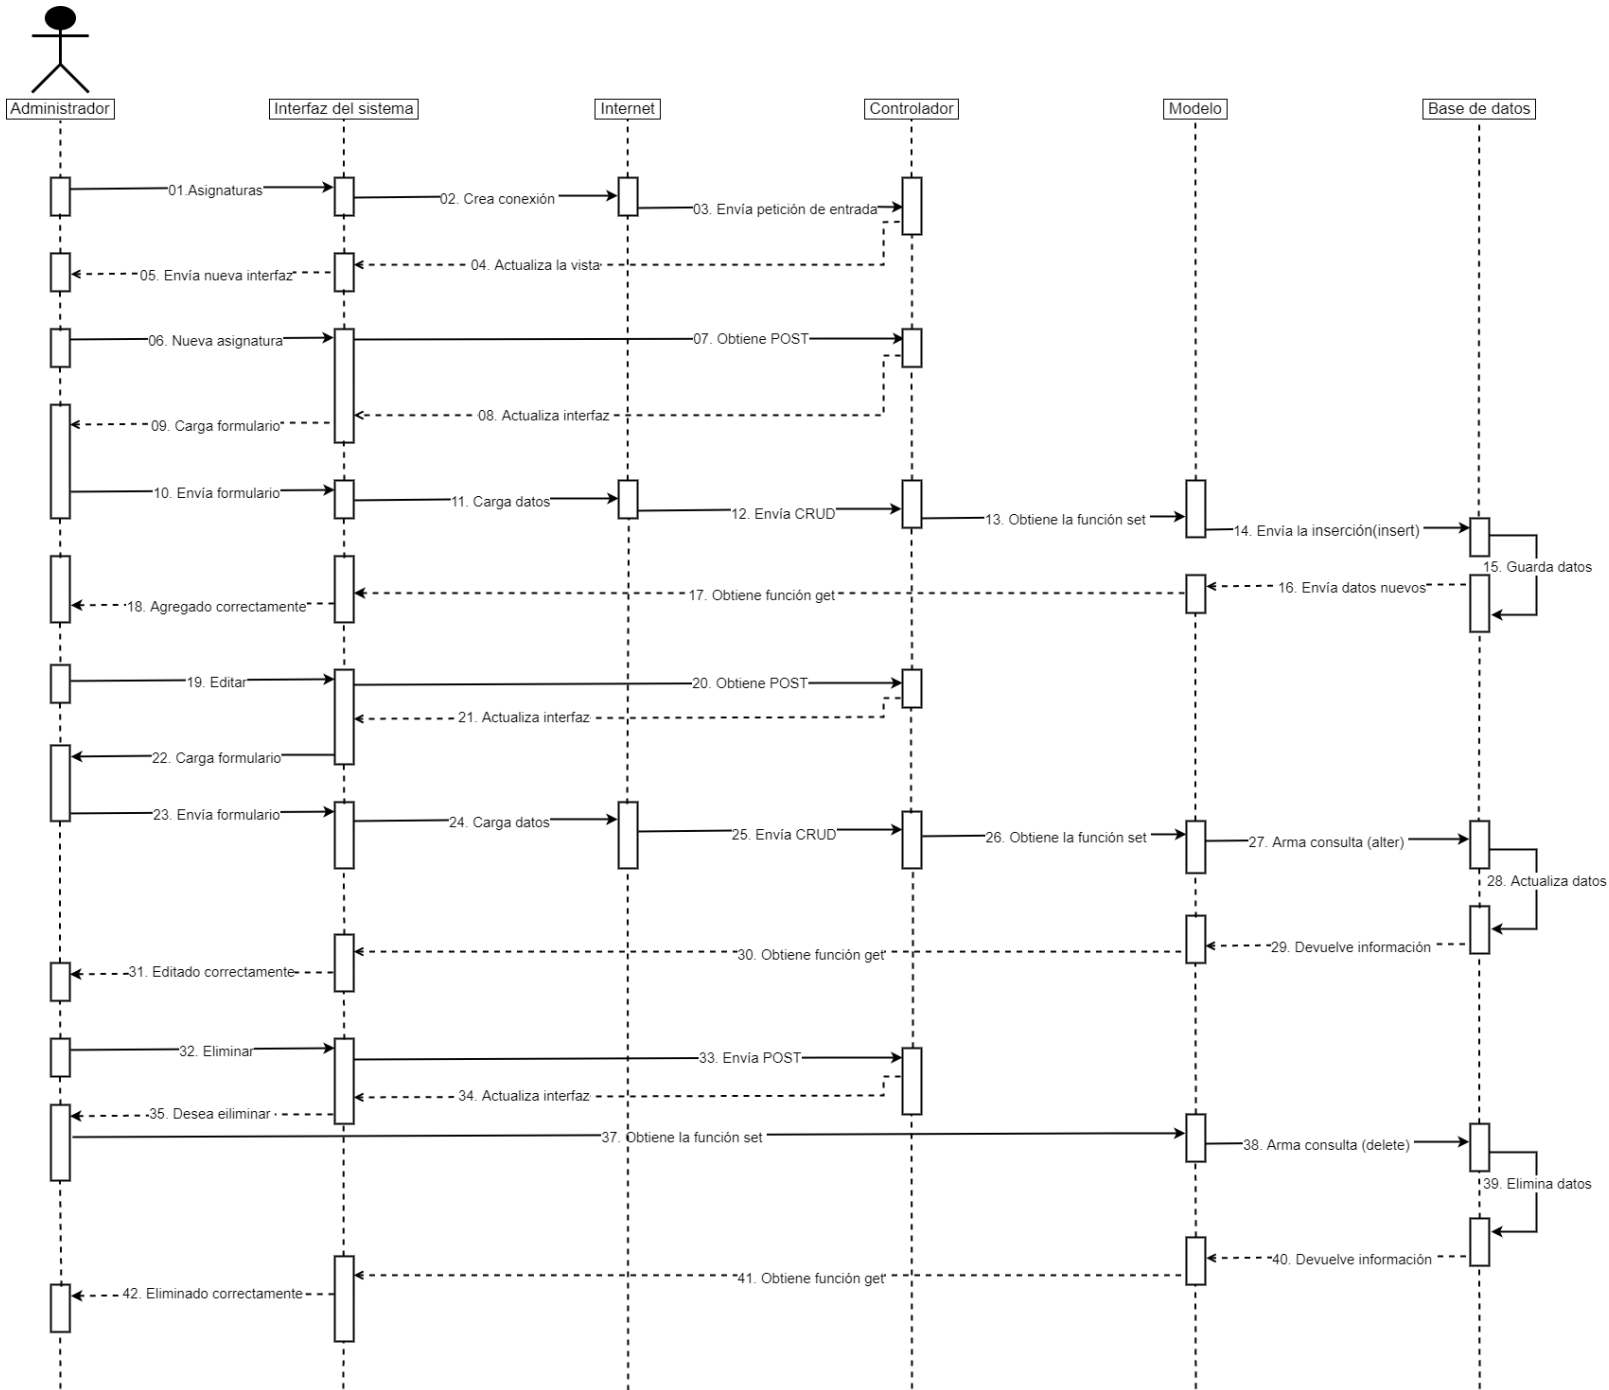 Administrador
Interfaz del sistema
Internet
Controlador
Modelo
Base de datos
01.Asignaturas
02. Crea conexión
03. Envía petición de entrada
04. Actualiza la vista
05. Envía nueva interfaz
06. Nueva asignatura
07. Obtiene POST
08. Actualiza interfaz
09. Carga formulario
10. Envía formulario
11. Carga datos
12. Envía CRUD
13. Obtiene la función set
14. Envía la inserción(insert)
15. Guarda datos
16. Envía datos nuevos
17. Obtiene función get
18. Agregado correctamente
19. Editar
20. Obtiene POST
21. Actualiza interfaz
22. Carga formulario
23. Envía formulario
24. Carga datos
25. Envía CRUD
26. Obtiene la función set
27. Arma consulta (alter)
28. Actualiza datos
29. Devuelve información
30. Obtiene función get
31. Editado correctamente
32. Eliminar
33. Envía POST
34. Actualiza interfaz
35. Desea eiliminar
37. Obtiene la función set
38. Arma consulta (delete)
39. Elimina datos
40. Devuelve información
41. Obtiene función get
42. Eliminado correctamente